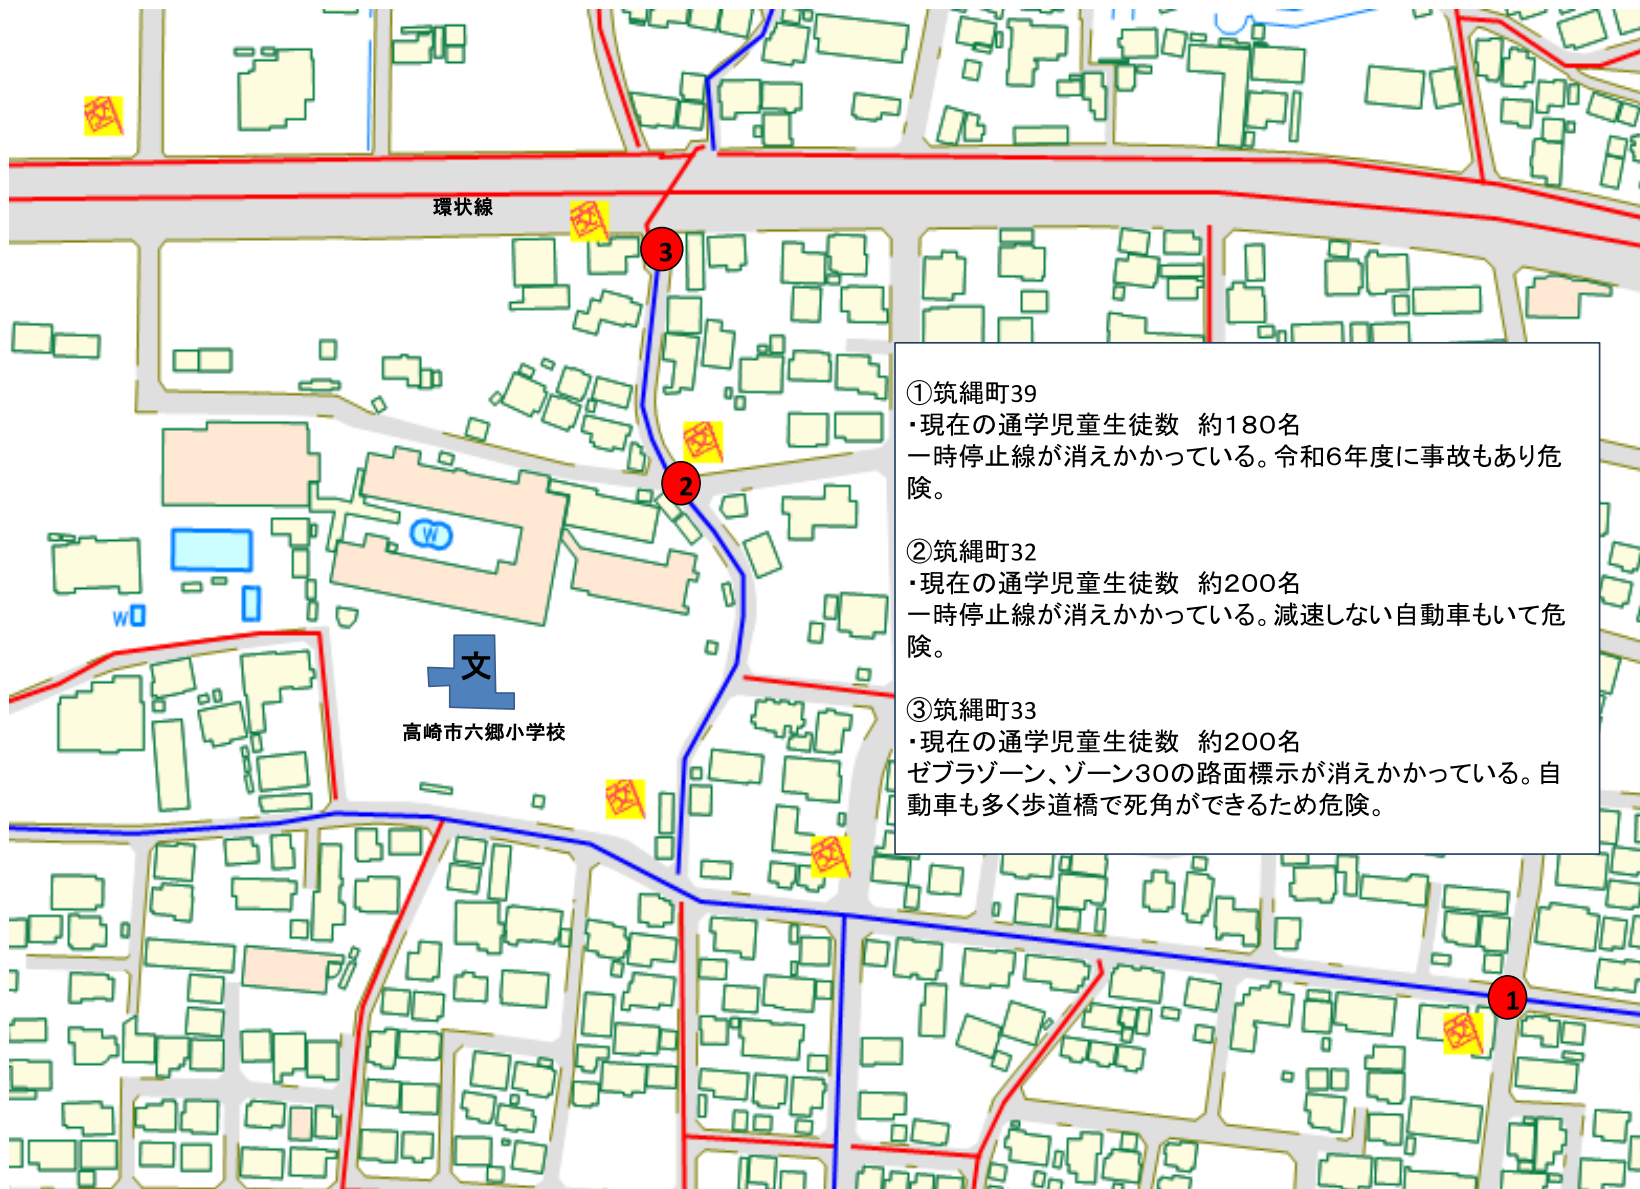 環状線
3
①筑縄町39
・現在の通学児童生徒数　約180名
一時停止線が消えかかっている。令和6年度に事故もあり危
険。
2
②筑縄町32
・現在の通学児童生徒数　約200名
一時停止線が消えかかっている。減速しない自動車もいて危
険。
W
W
文
③筑縄町33
・現在の通学児童生徒数　約200名
ゼブラゾーン、ゾーン30の路面標示が消えかかっている。自
動車も多く歩道橋で死角ができるため危険。
高崎市六郷小学校
1